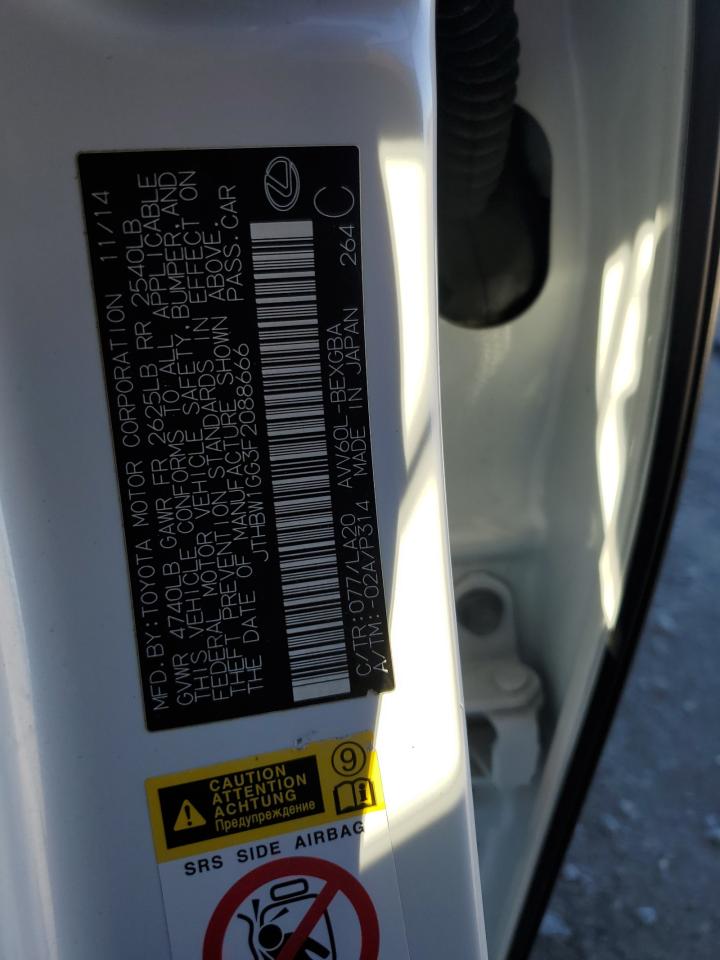 MFD. BY: TOYOTA MOTOR CORPORATION 11/14
GVWR 4740LB GAWR FR 2625LB RR 2540LB
THIS VEHICLE CONFORMS TO ALL APPLICABLE
FEDERAL MOTOR VEHICLE SAFETY, BUMPER, AND
THEFT PREVENTION STANDARDS IN EFFECT ON
THE DATE OF MANUFACTURE SHOWN ABOVE.
JTHBW1GG3F2088666 PASS. CAR
C/TR: 077/LA20 AVV60L-BEXGBA
A/TM: -02A/P314 MADE IN JAPAN 264 C
CAUTION
ATTENTION
ACHTUNG
Предупреждение
9
i
SRS SIDE AIRBAG